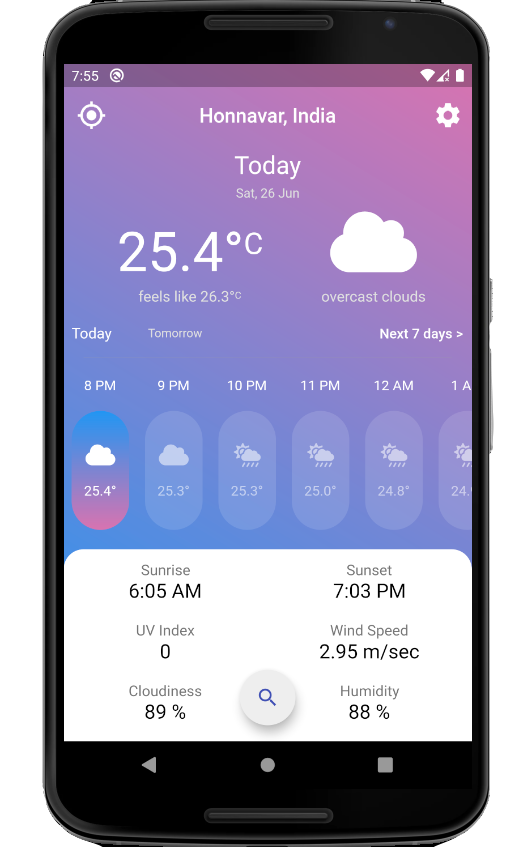 7:55
Honnavar, India
Today
Sat, 26 Jun
25.4°C
feels like 26.3°C
overcast clouds
Today Tomorrow Next 7 days >
8 PM 9 PM 10 PM 11 PM 12 AM 1 A
25.4° 25.3° 25.3° 25.0° 24.8° 24.
Sunrise Sunset
6:05 AM 7:03 PM
UV Index Wind Speed
0 2.95 m/sec
Cloudiness Humidity
89 % 88 %